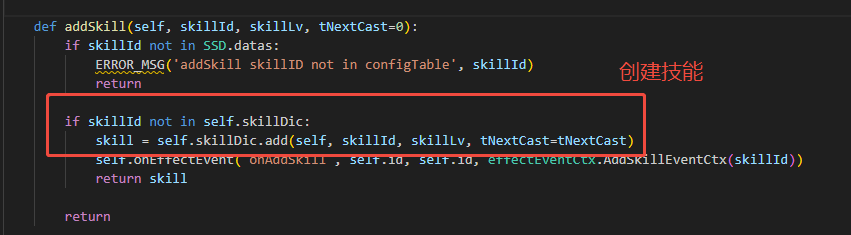 def addSkill(self, skillId, skillLv, tNextCast=0):
if skillId not in SSD.datas:
ERROR_MSG('addSkill skillID not in configTable', skillId)
return
创建技能
if skillId not in self.skillDic:
skill = self.skillDic.add(self, skillId, skillLv, tNextCast=tNextCast)
self.onEffectEvent('onAddSkill', self.id, self.id, effectEventCtx.AddSkillEventCtx(skillId))
return skill
return